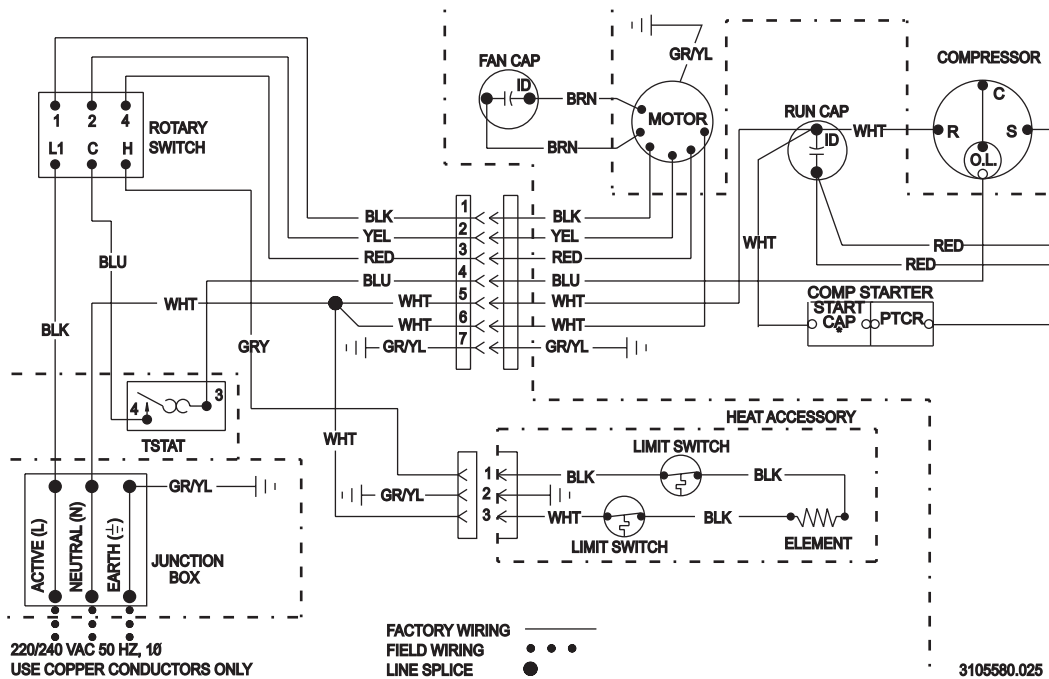 GR/YL
FAN CAP
ID
BRN
BRN
MOTOR
COMPRESSOR
RUN CAP
ID
WHT
C
R
S
O.L.
1 2 4
L1 C H
ROTARY
SWITCH
BLK 1 BLK
YEL 2 YEL
RED 3 RED
BLU 4 BLU
WHT WHT 5 WHT
WHT 6 WHT
GR/YL 7 GR/YL
WHT
RED
RED
COMP STARTER
START
CAP
*
PTCR
BLU
BLK
GRY
4
3
TSTAT
WHT
HEAT ACCESSORY
LIMIT SWITCH
1 BLK BLK
GR/YL 2
3 WHT BLK
LIMIT SWITCH
ELEMENT
GR/YL
ACTIVE (L)
NEUTRAL (N)
EARTH (⏚)
JUNCTION
BOX
220/240 VAC 50 HZ, 1Ø
USE COPPER CONDUCTORS ONLY
FACTORY WIRING
FIELD WIRING
LINE SPLICE
3105580.025